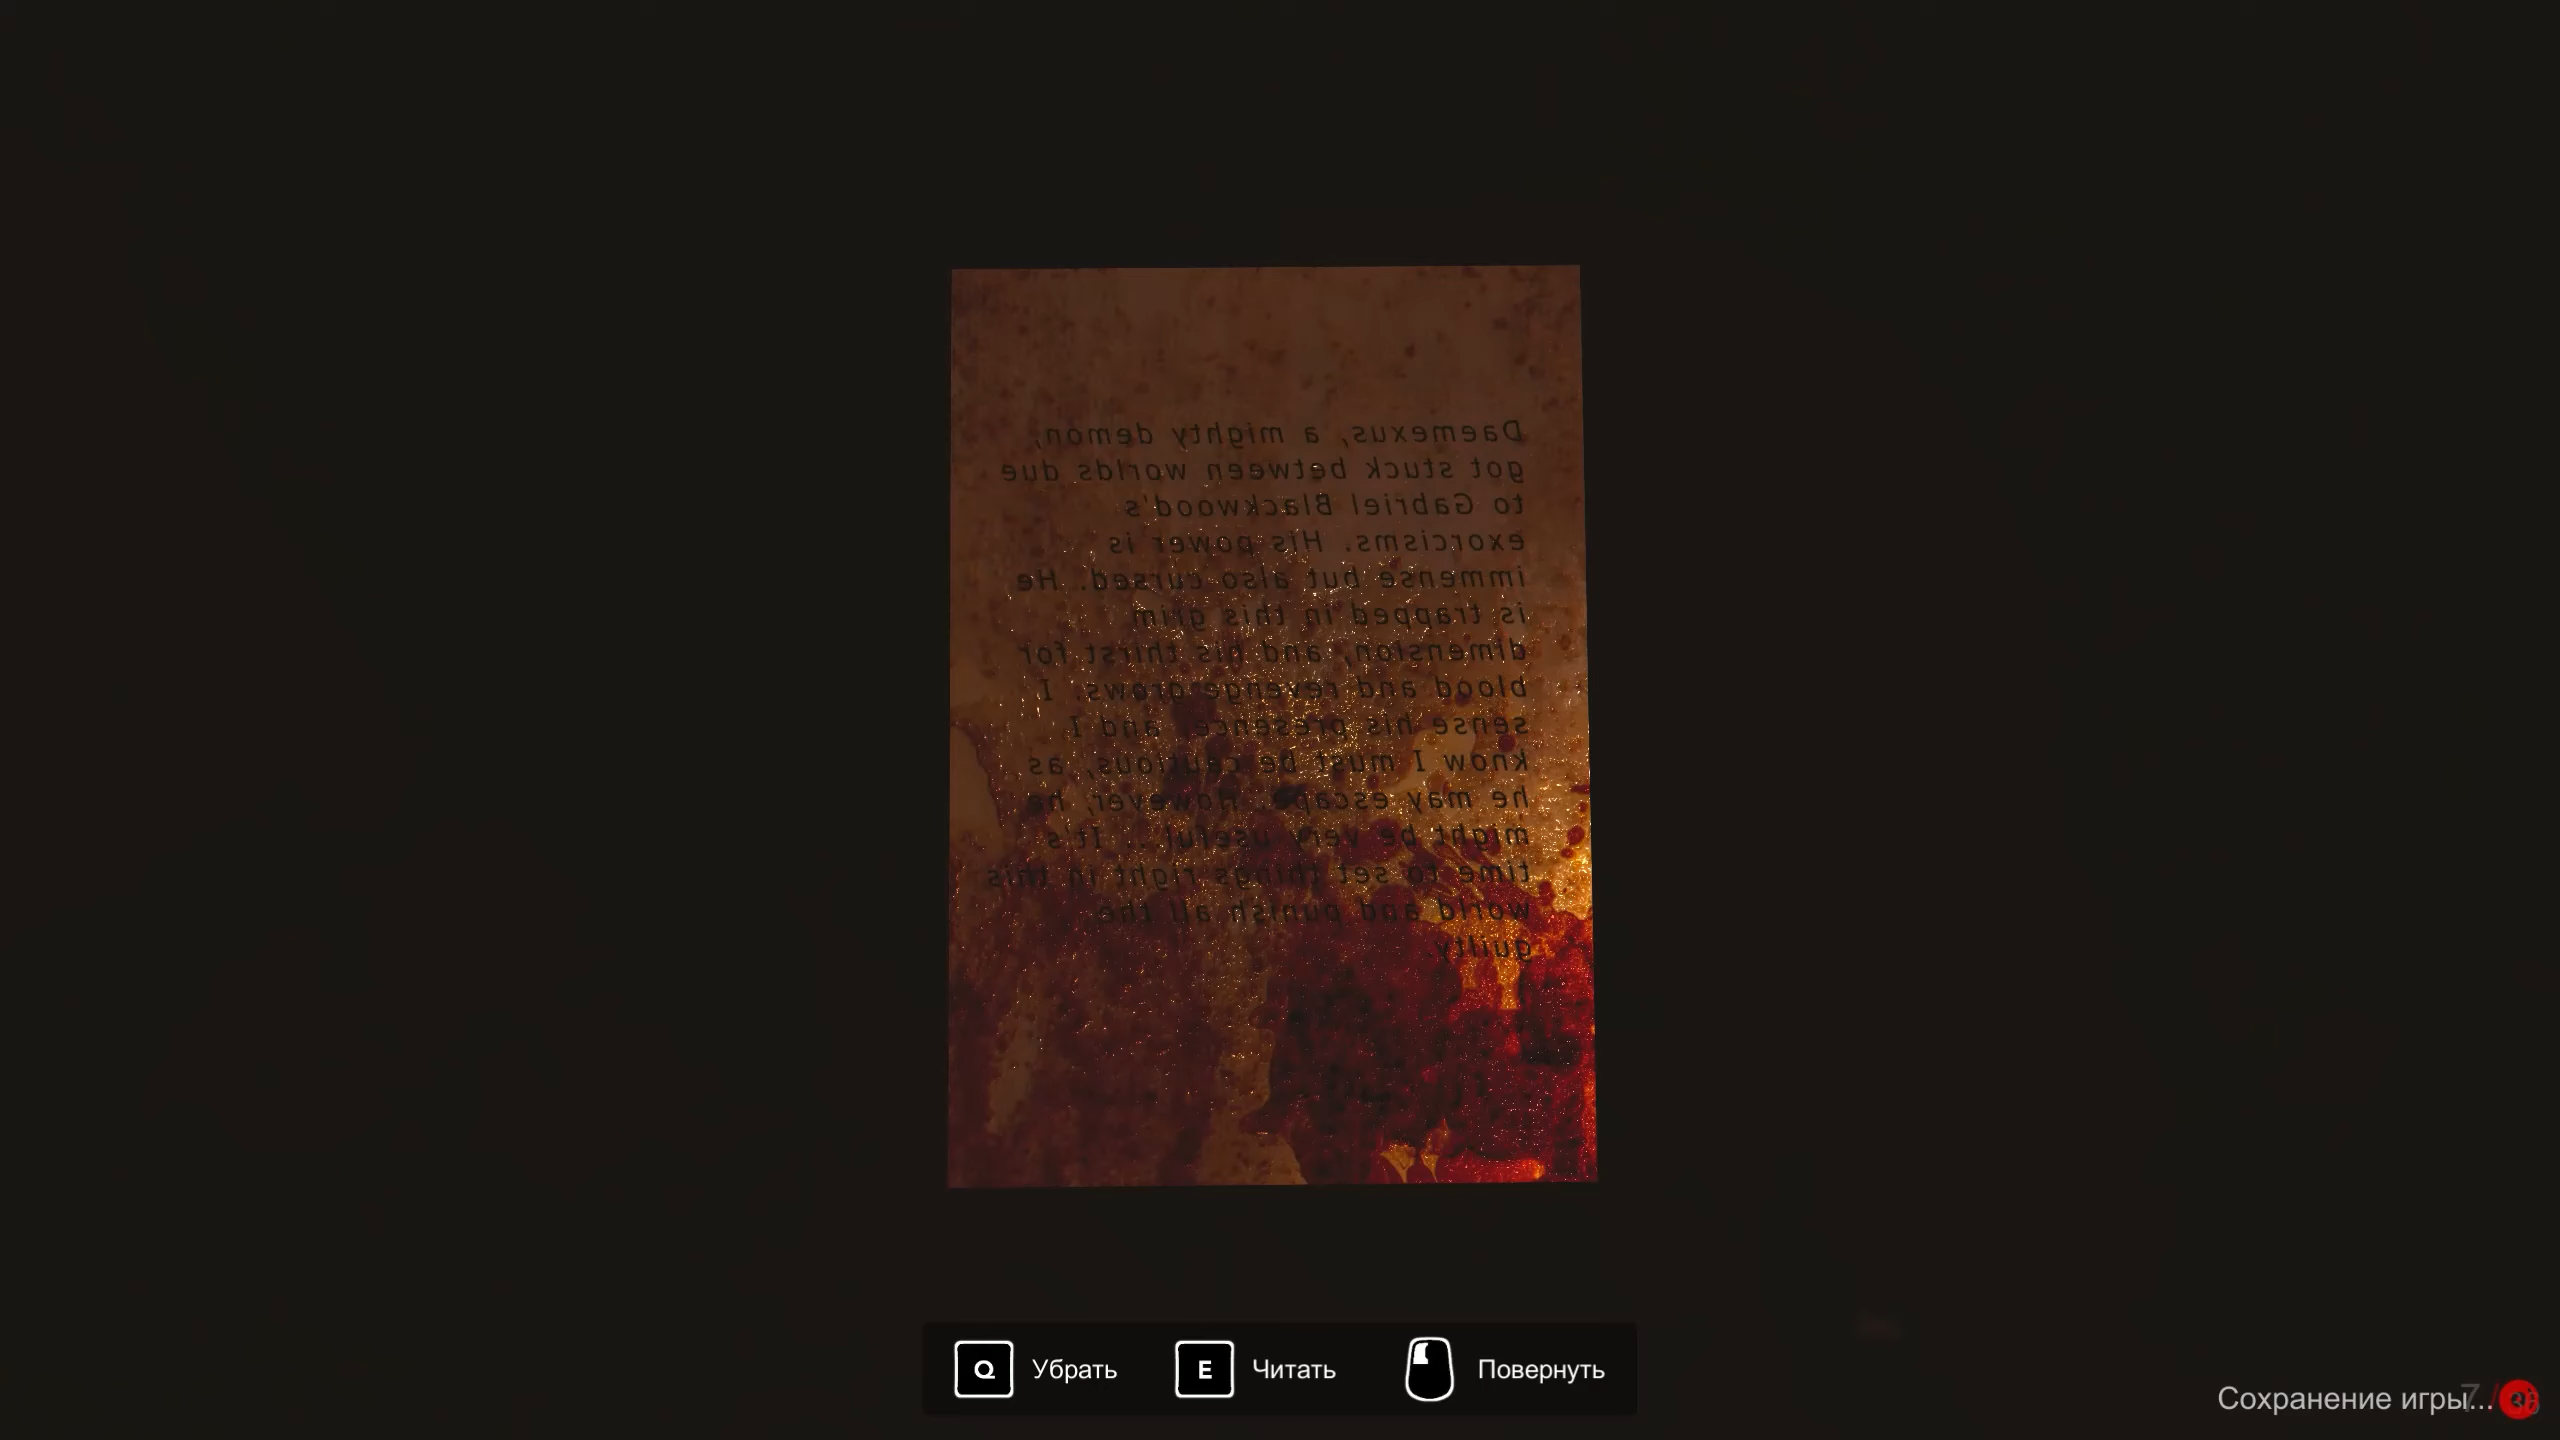 Daemexus, a mighty demon,
got stuck between worlds due
to Gabriel Blackwood's
exorcisms. His power is
immense but also cursed. He
is trapped in this grim
dimension, and his thirst for
blood and revenge grows. I
sense his presence, and I
know I must be cautious, as
he may escape. However, he
might be very useful... It's
time to set things right in this
world and punish all the
guilty.
Q Убрать E Читать Повернуть
Сохранение игры...